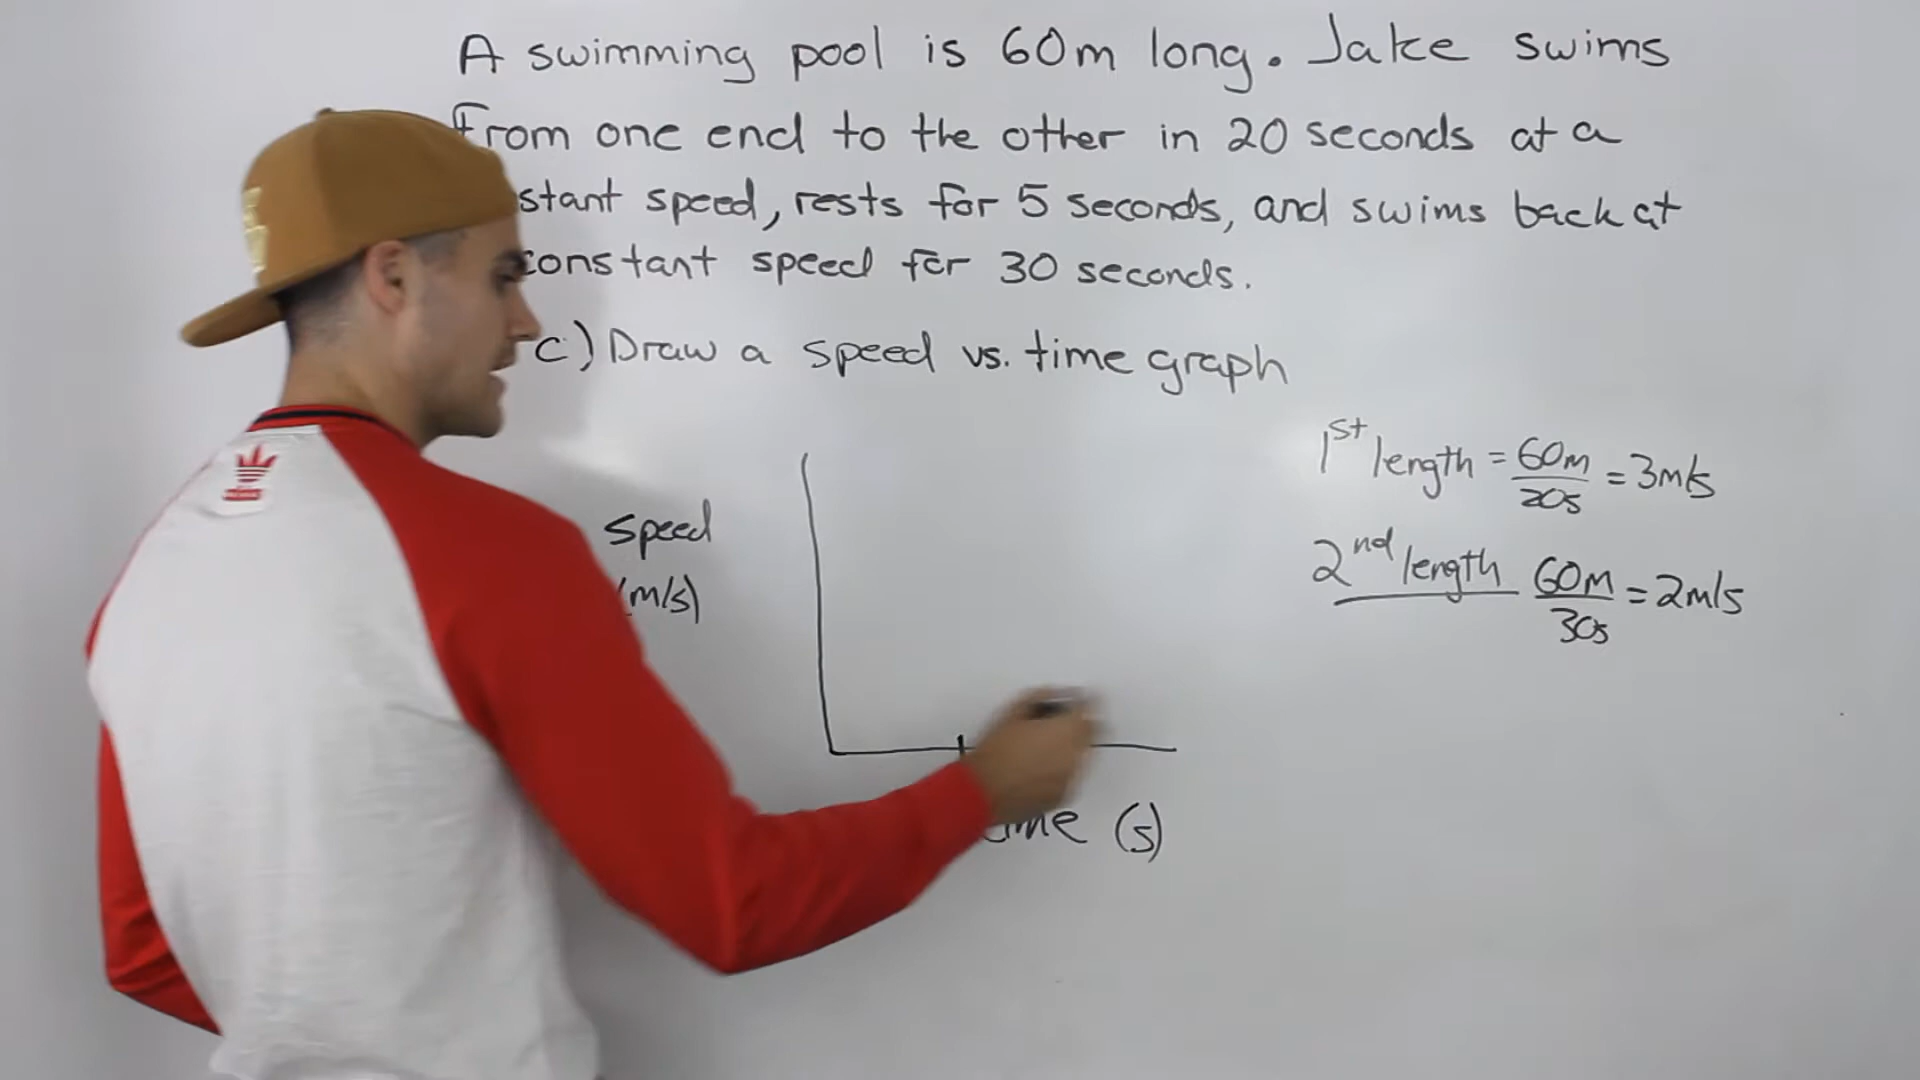 A swimming pool is 60m long. Jake swims
From one end to the other in 20 seconds at a
stant speed, rests for 5 seconds, and swims back at
constant speed for 30 seconds.
c) Draw a speed vs. time graph
1st length = 60m/20s = 3m/s
2nd length 60m/30s = 2m/s
speed
(m/s)
(s)